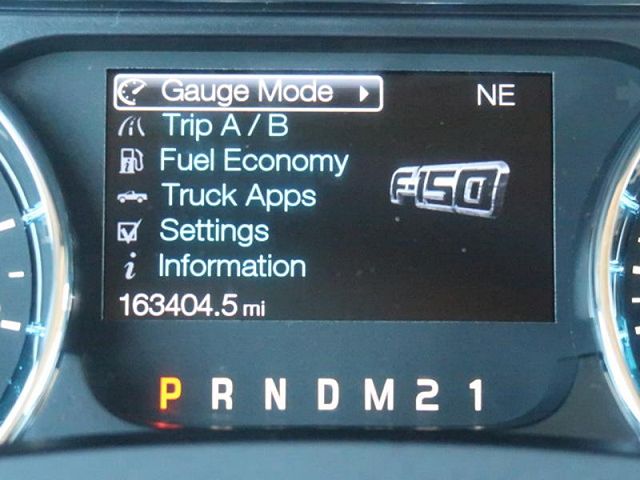 Gauge Mode
NE
Trip A / B
Fuel Economy
F-150
Truck Apps
Settings
i Information
163404.5 mi
P R N D M 2 1